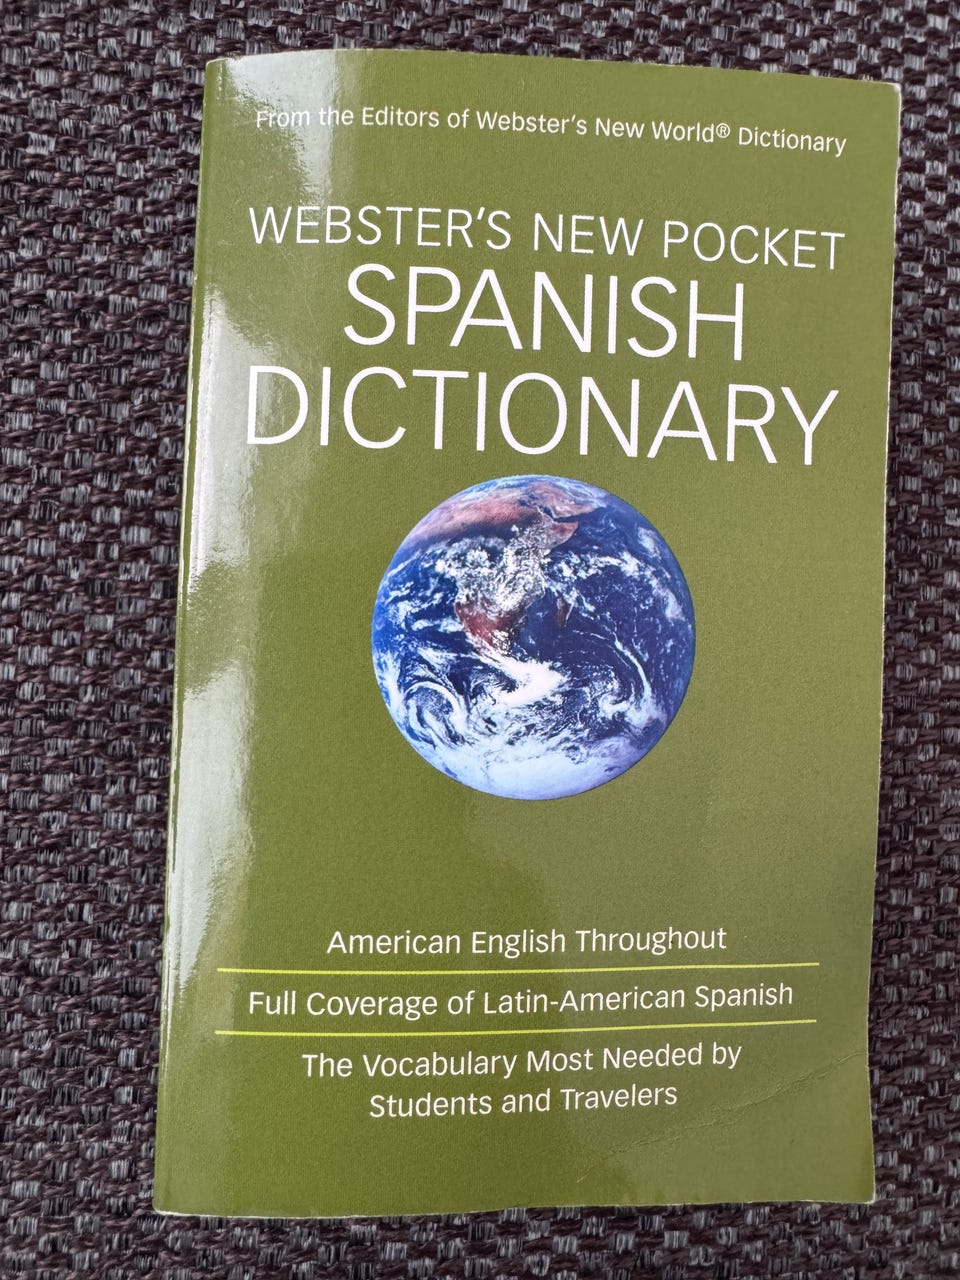 From the Editors of Webster's New World® Dictionary
WEBSTER'S NEW POCKET
SPANISH
DICTIONARY
American English Throughout
Full Coverage of Latin-American Spanish
The Vocabulary Most Needed by
Students and Travelers